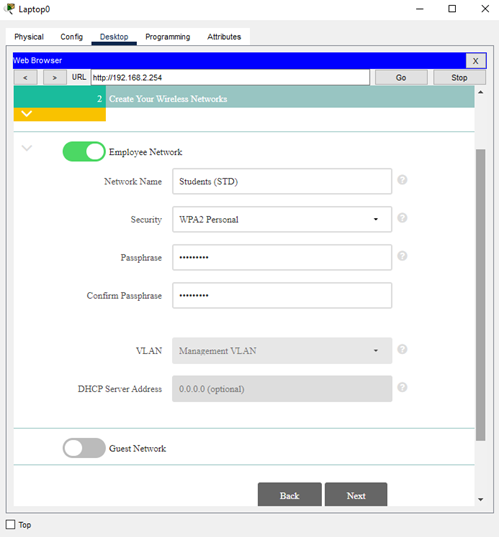 Laptop0
Physical Config Desktop Programming Attributes
Web Browser X
< > URL http://192.168.2.254 Go Stop
2 Create Your Wireless Networks
Employee Network
Network Name Students (STD) ?
Security WPA2 Personal ?
Passphrase ••••••••• ?
Confirm Passphrase •••••••••
VLAN Management VLAN ?
DHCP Server Address 0.0.0.0 (optional) ?
Guest Network
Back Next
Top